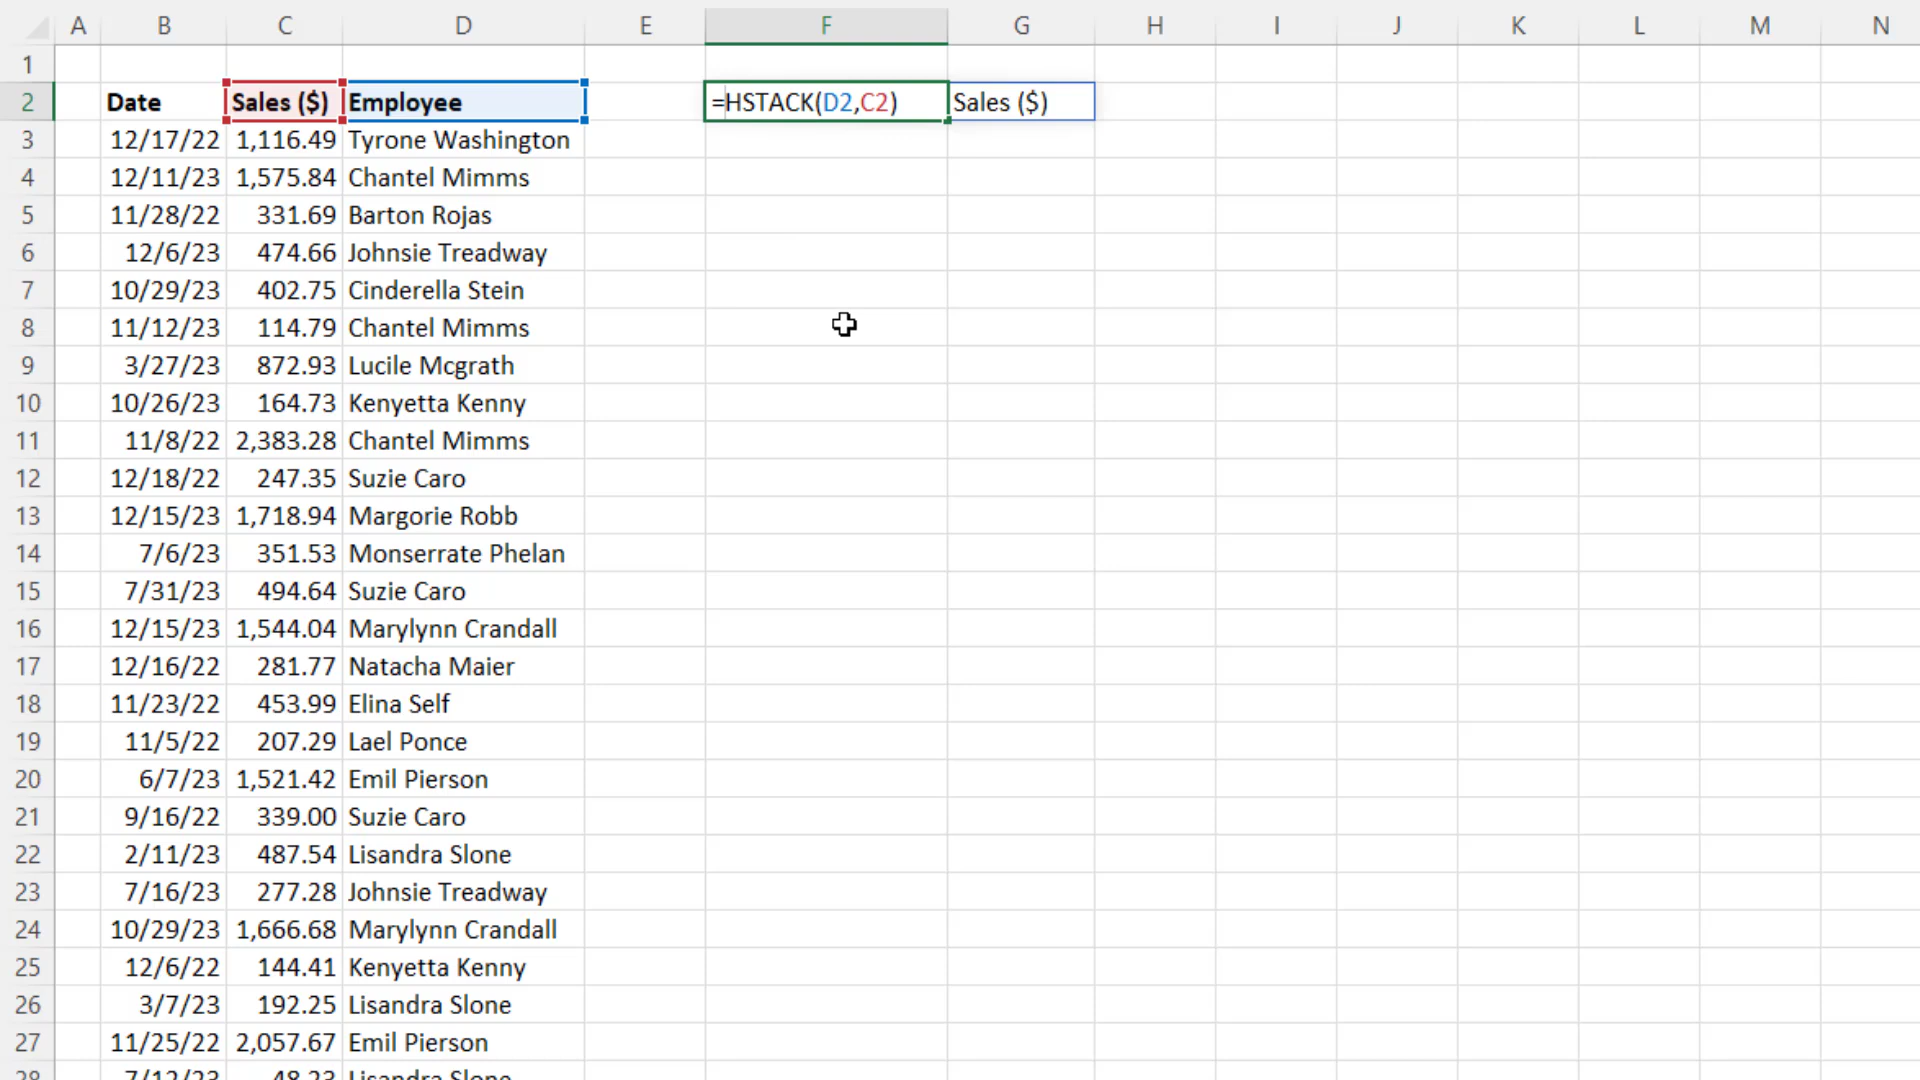 A B C D E F G H I J K L M N
1
2 Date Sales ($) Employee =HSTACK(D2,C2) Sales ($)
3 12/17/22 1,116.49 Tyrone Washington
4 12/11/23 1,575.84 Chantel Mimms
5 11/28/22 331.69 Barton Rojas
6 12/6/23 474.66 Johnsie Treadway
7 10/29/23 402.75 Cinderella Stein
8 11/12/23 114.79 Chantel Mimms
9 3/27/23 872.93 Lucile Mcgrath
10 10/26/23 164.73 Kenyetta Kenny
11 11/8/22 2,383.28 Chantel Mimms
12 12/18/22 247.35 Suzie Caro
13 12/15/23 1,718.94 Margorie Robb
14 7/6/23 351.53 Monserrate Phelan
15 7/31/23 494.64 Suzie Caro
16 12/15/23 1,544.04 Marylynn Crandall
17 12/16/22 281.77 Natacha Maier
18 11/23/22 453.99 Elina Self
19 11/5/22 207.29 Lael Ponce
20 6/7/23 1,521.42 Emil Pierson
21 9/16/22 339.00 Suzie Caro
22 2/11/23 487.54 Lisandra Slone
23 7/16/23 277.28 Johnsie Treadway
24 10/29/23 1,666.68 Marylynn Crandall
25 12/6/22 144.41 Kenyetta Kenny
26 3/7/23 192.25 Lisandra Slone
27 11/25/22 2,057.67 Emil Pierson
28 7/12/23 48.23 Lisandra Slone